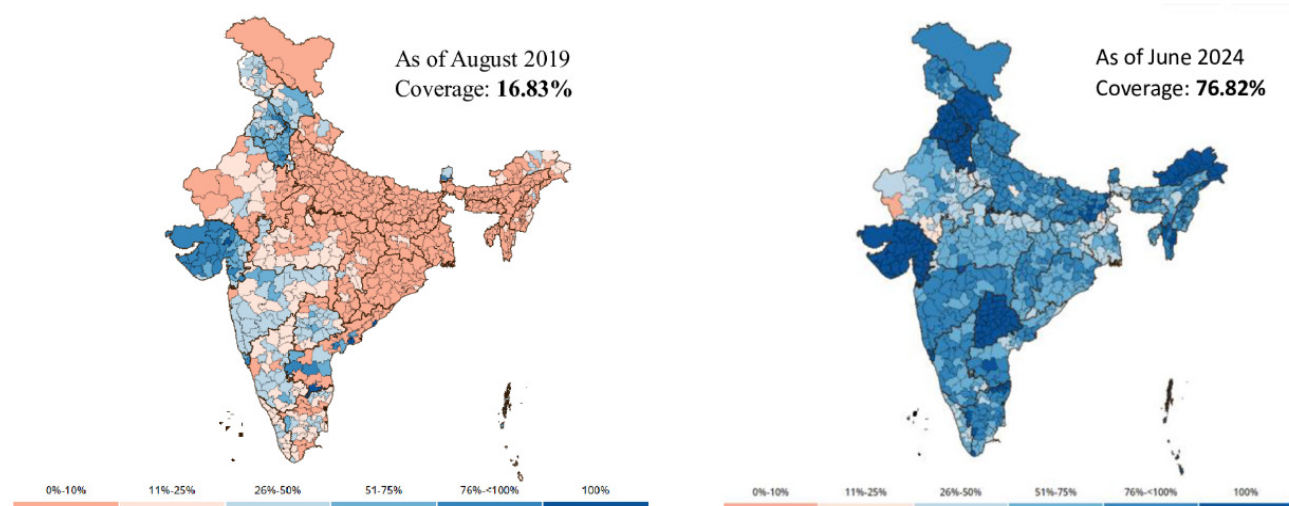 As of August 2019
Coverage: 16.83%
0%-10% 11%-25% 26%-50% 51-75% 76%-<100% 100%
As of June 2024
Coverage: 76.82%
0%-10% 11%-25% 26%-50% 51%-75% 76%-<100% 100%